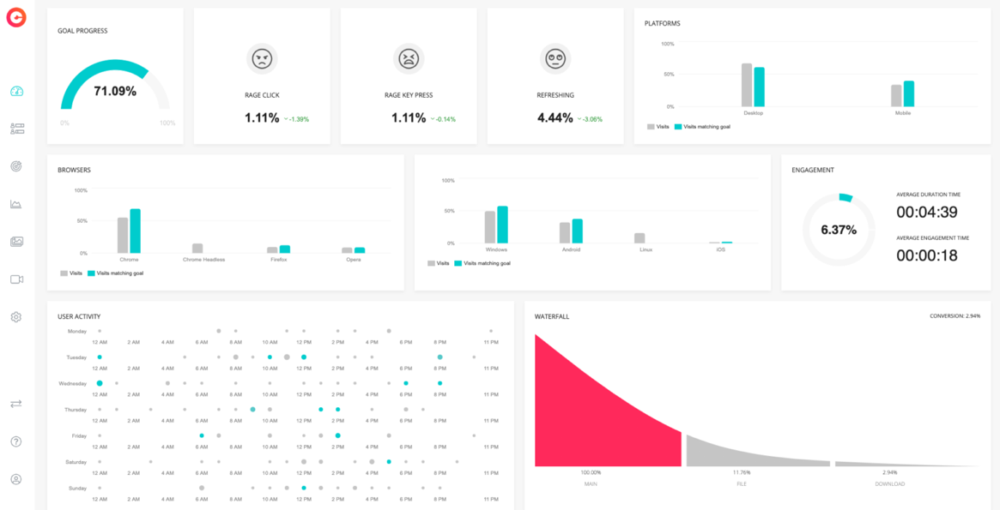 GOAL PROGRESS
71.09%
0% 100%
RAGE CLICK
1.11% -1.39%
RAGE KEY PRESS
1.11% -0.14%
REFRESHING
4.44% -3.06%
PLATFORMS
100%
50%
0%
Desktop Mobile
Visits Visits matching goal
BROWSERS
100%
50%
0%
Chrome Chrome Headless Firefox Opera
Visits Visits matching goal
100%
50%
0%
Windows Android Linux iOS
Visits Visits matching goal
ENGAGEMENT
6.37%
AVERAGE DURATION TIME
00:04:39
AVERAGE ENGAGEMENT TIME
00:00:18
USER ACTIVITY
Monday
12 AM 2 AM 4 AM 6 AM 8 AM 10 AM 12 PM 2 PM 4 PM 6 PM 8 PM 11 PM
Tuesday
12 AM 2 AM 4 AM 6 AM 8 AM 10 AM 12 PM 2 PM 4 PM 6 PM 8 PM 11 PM
Wednesday
12 AM 2 AM 4 AM 6 AM 8 AM 10 AM 12 PM 2 PM 4 PM 6 PM 8 PM 11 PM
Thursday
12 AM 2 AM 4 AM 6 AM 8 AM 10 AM 12 PM 2 PM 4 PM 6 PM 8 PM 11 PM
Friday
12 AM 2 AM 4 AM 6 AM 8 AM 10 AM 12 PM 2 PM 4 PM 6 PM 8 PM 11 PM
Saturday
12 AM 2 AM 4 AM 6 AM 8 AM 10 AM 12 PM 2 PM 4 PM 6 PM 8 PM 11 PM
Sunday
12 AM 2 AM 4 AM 6 AM 8 AM 10 AM 12 PM 2 PM 4 PM 6 PM 8 PM 11 PM
WATERFALL
CONVERSION: 2.94%
100.00% 11.76% 2.94%
MAIN FILE DOWNLOAD